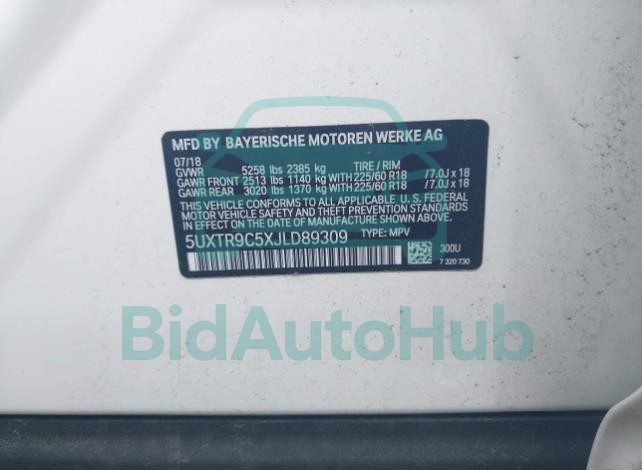 MFD BY BAYERISCHE MOTOREN WERKE AG
07/18 TIRE / RIM
GVWR 5258 lbs 2385 kg
GAWR FRONT 2513 lbs 1140 kg WITH 225/60 R18 /7.0J x 18
GAWR REAR 3020 lbs 1370 kg WITH 225/60 R18 /7.0J x 18
THIS VEHICLE CONFORMS TO ALL APPLICABLE U. S. FEDERAL
MOTOR VEHICLE SAFETY AND THEFT PREVENTION STANDARDS
IN EFFECT ON THE DATE OF MANUFACTURE SHOWN ABOVE.
5UXTR9C5XJLD89309 TYPE: MPV
300U
7 320 730
BidAutoHub